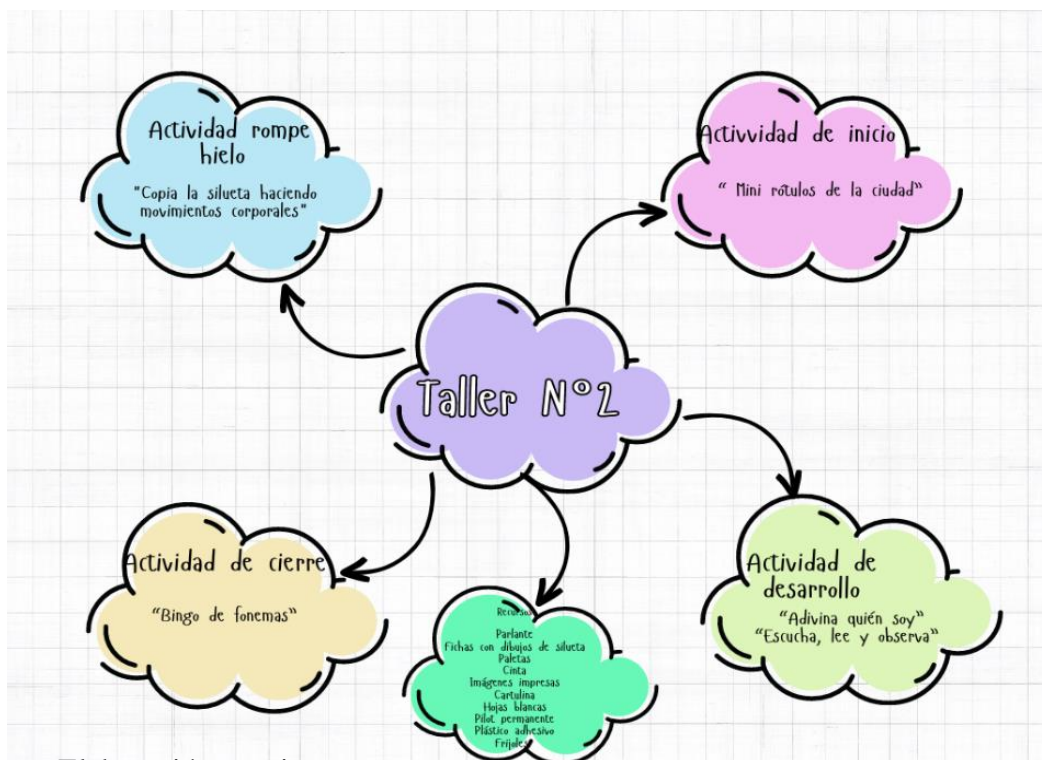 Actividad rompe
hielo
"Copia la silueta haciendo
movimientos corporales"
Activvidad de inicio
“ Mini rótulos de la ciudad”
Taller N°2
Actividad de cierre
“Bingo de fonemas”
Recursos
Parlante
Fichas con dibujos de silueta
Paletas
Cinta
Imágenes impresas
Cartulina
Hojas blancas
Pilot permanente
Plástico adhesivo
Frijoles
Actividad de
desarrollo
“Adivina quién soy”
“Escucha, lee y observa”